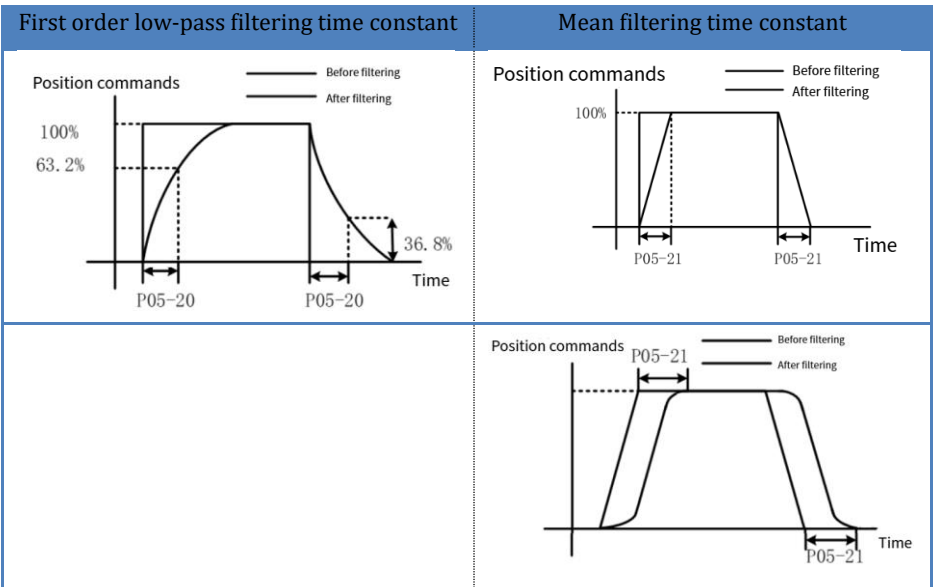 First order low-pass filtering time constant
Mean filtering time constant
Position commands
Before filtering
After filtering
100%
63.2%
36.8%
Time
P05-20
P05-20
Position commands
Before filtering
After filtering
100%
Time
P05-21
P05-21
Position commands
Before filtering
P05-21
After filtering
Time
P05-21